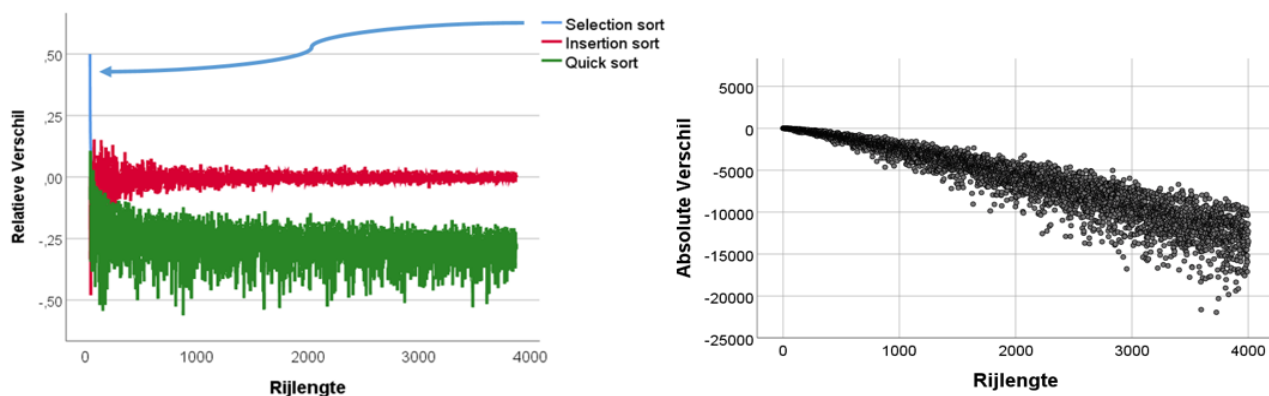 Selection sort
Insertion sort
Quick sort
,50
,25
,00
-,25
-,50
Relatieve Verschil
0 1000 2000 3000 4000
Rijlengte
5000
0
-5000
-10000
-15000
-20000
-25000
Absolute Verschil
0 1000 2000 3000 4000
Rijlengte